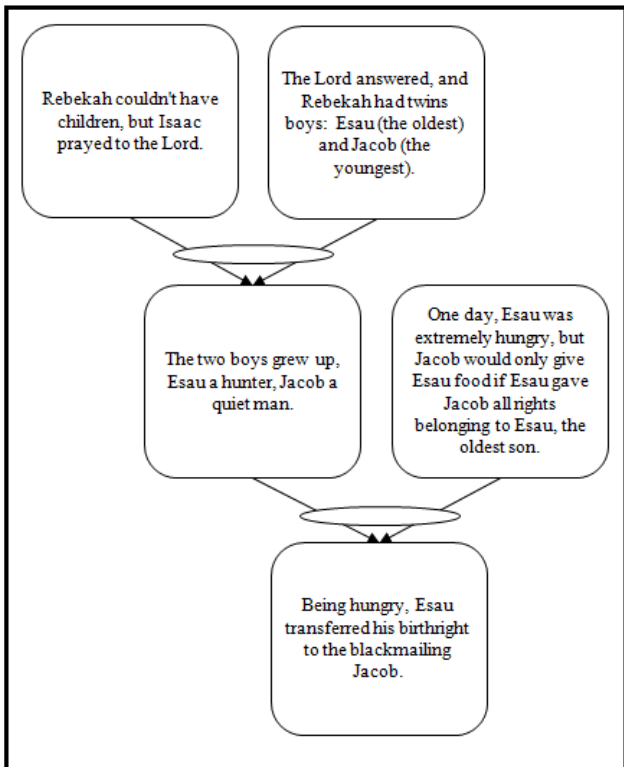 Rebekah couldn't have
children, but Isaac
prayed to the Lord.
The Lord answered, and
Rebekah had twins
boys: Esau (the oldest)
and Jacob (the
youngest).
The two boys grew up,
Esau a hunter, Jacob a
quiet man.
One day, Esau was
extremely hungry, but
Jacob would only give
Esau food if Esau gave
Jacob all rights
belonging to Esau, the
oldest son.
Being hungry, Esau
transferred his birthright
to the blackmailing
Jacob.